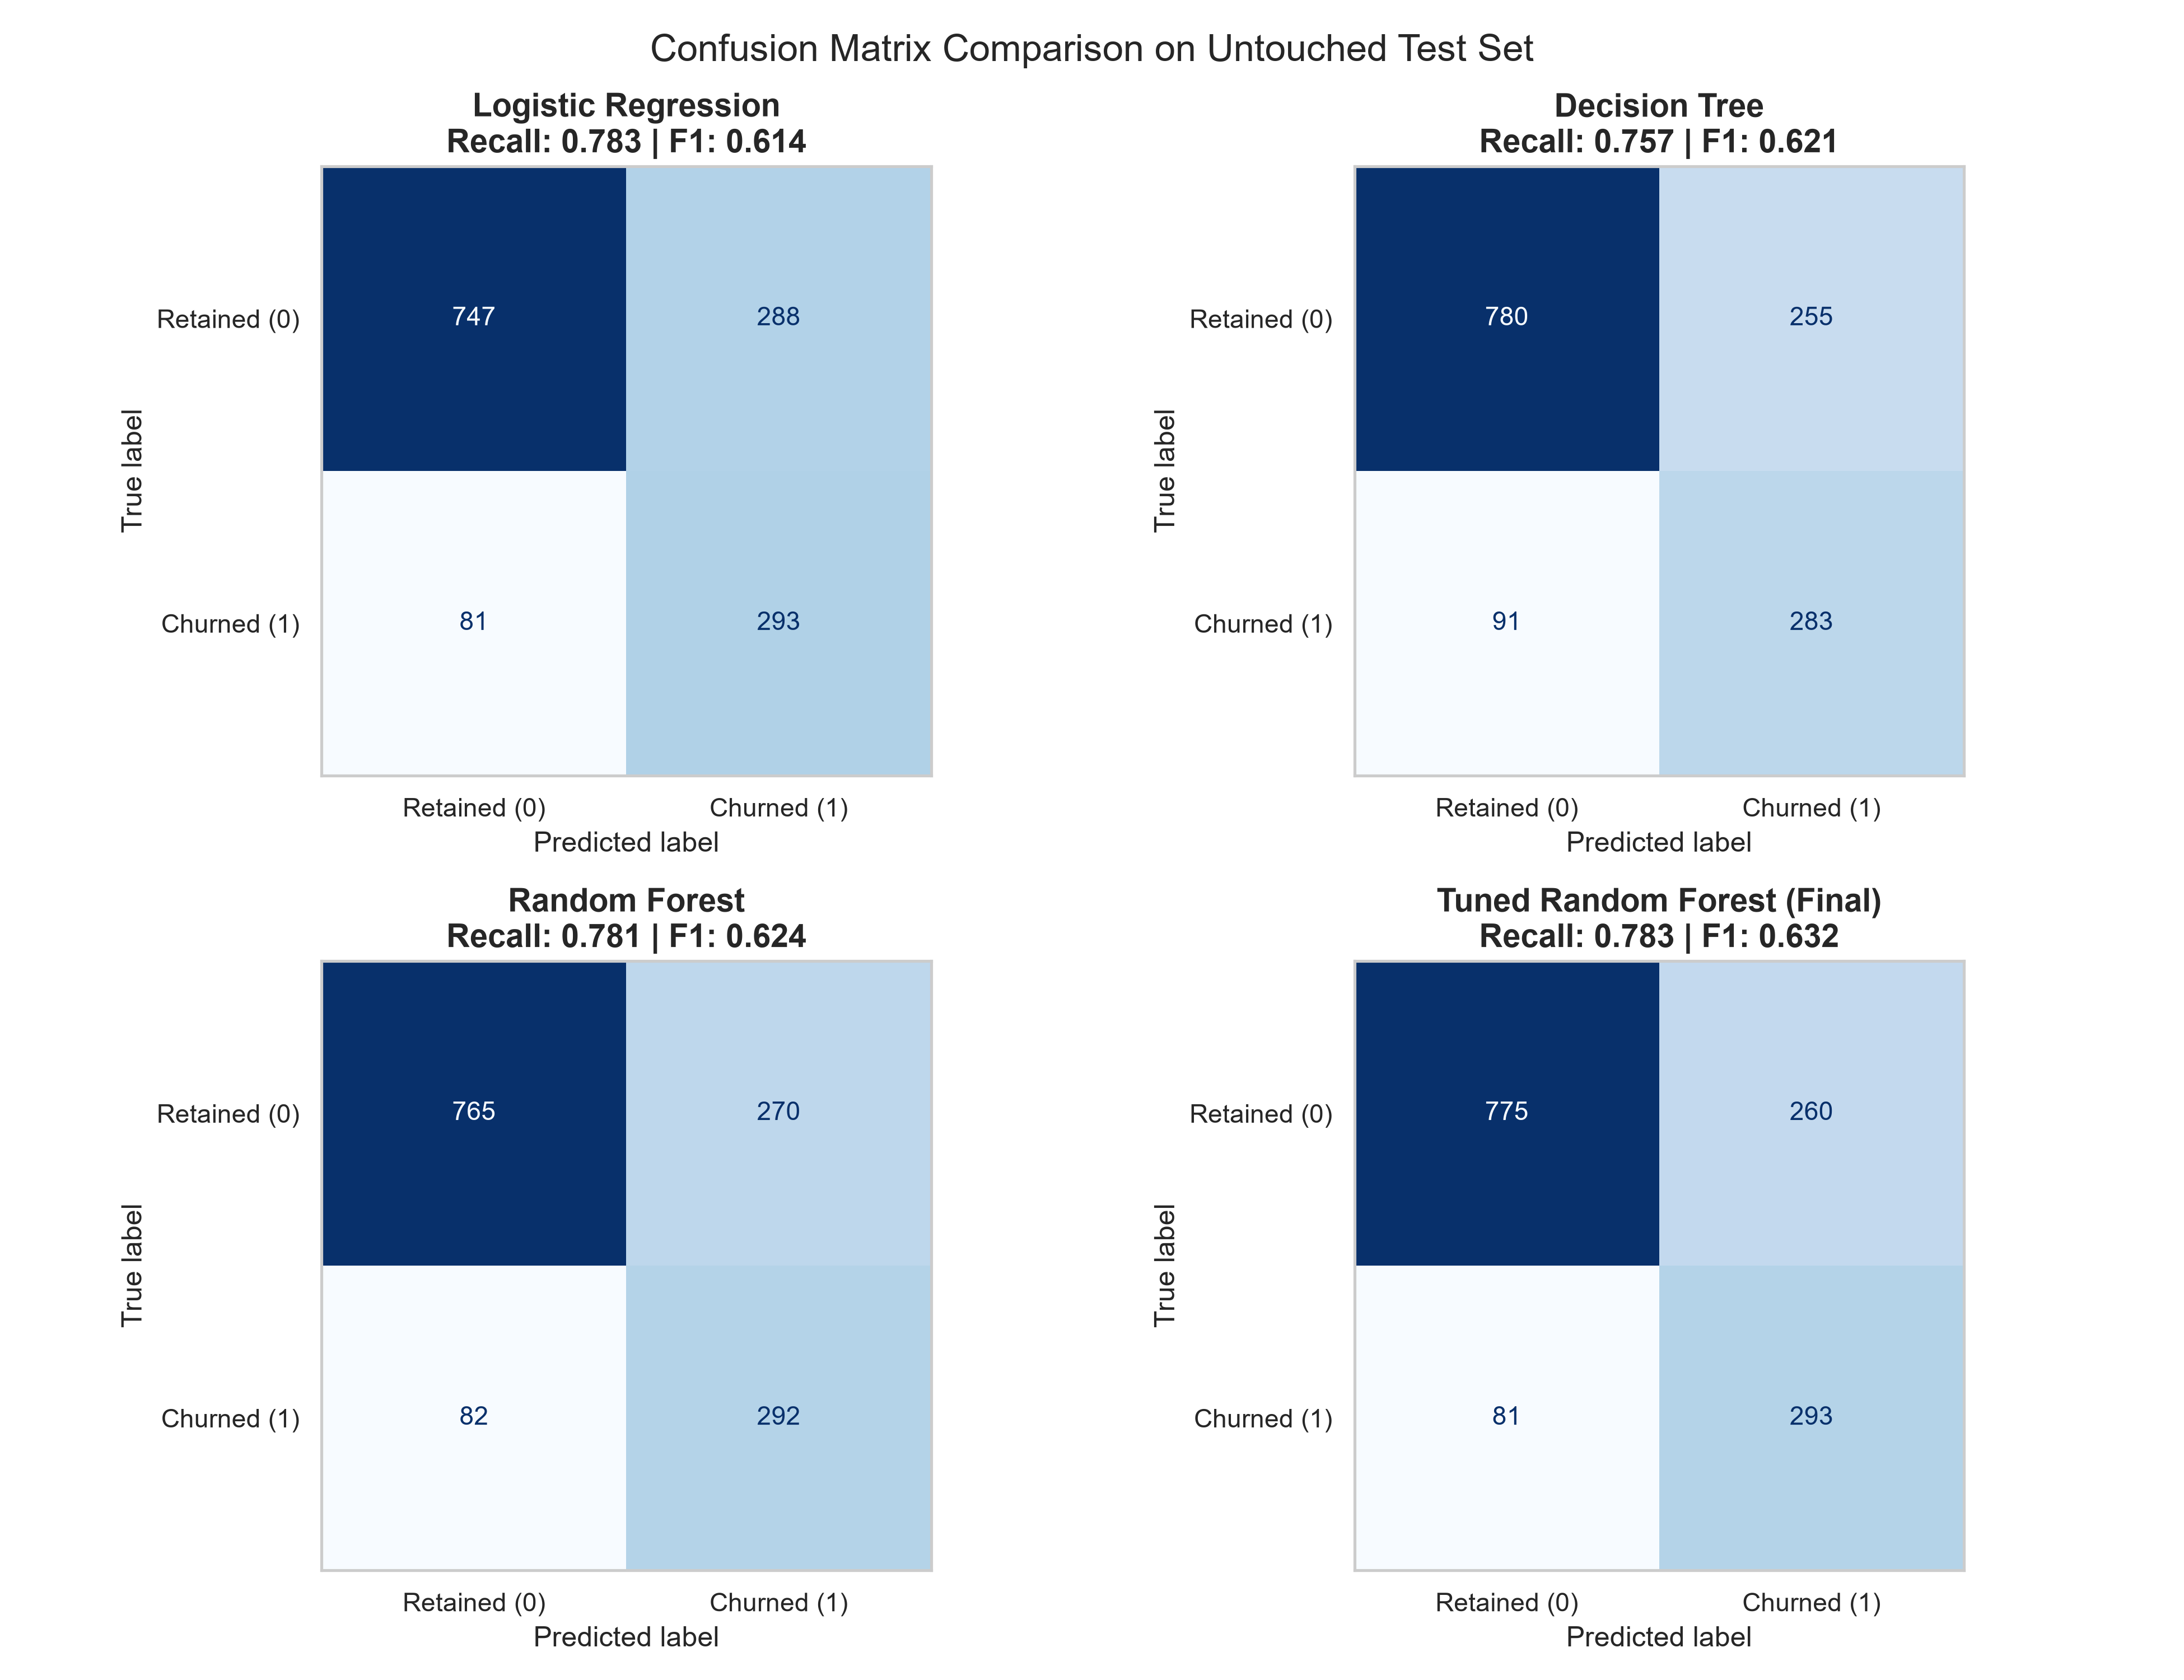 Confusion Matrix Comparison on Untouched Test Set
Logistic Regression
Recall: 0.783 | F1: 0.614
True label
Retained (0)
747
288
Churned (1)
81
293
Retained (0)
Churned (1)
Predicted label
Decision Tree
Recall: 0.757 | F1: 0.621
True label
Retained (0)
780
255
Churned (1)
91
283
Retained (0)
Churned (1)
Predicted label
Random Forest
Recall: 0.781 | F1: 0.624
True label
Retained (0)
765
270
Churned (1)
82
292
Retained (0)
Churned (1)
Predicted label
Tuned Random Forest (Final)
Recall: 0.783 | F1: 0.632
True label
Retained (0)
775
260
Churned (1)
81
293
Retained (0)
Churned (1)
Predicted label